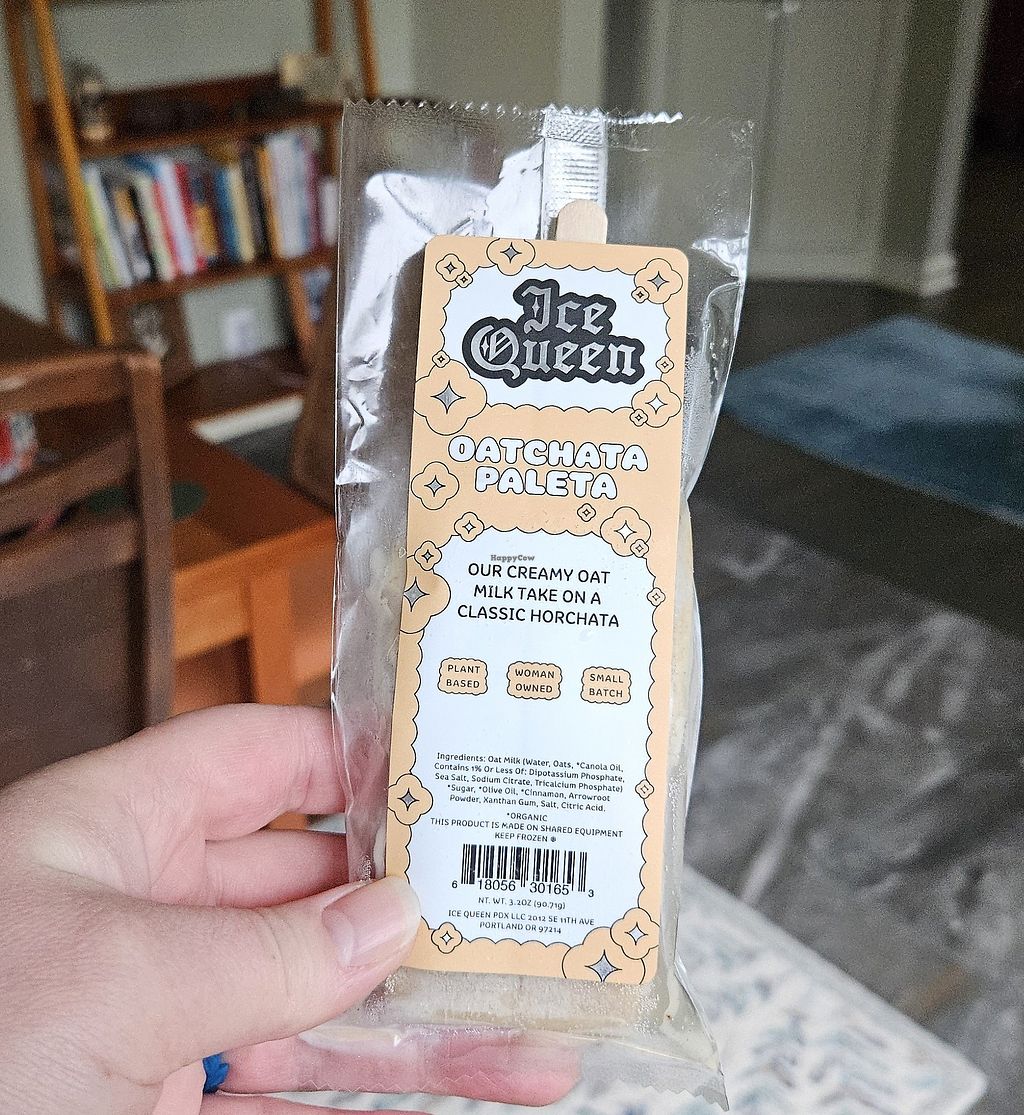 Ice
Queen
OATCHATA
PALETA
HappyCow
OUR CREAMY OAT
MILK TAKE ON A
CLASSIC HORCHATA
PLANT
BASED
WOMAN
OWNED
SMALL
BATCH
Ingredients: Oat Milk (Water, Oats, *Canola Oil,
Contains 1% Or Less Of: Dipotassium Phosphate,
Sea Salt, Sodium Citrate, Tricalcium Phosphate)
*Sugar, *Olive Oil, *Cinnamon, Arrowroot
Powder, Xanthan Gum, Salt, Citric Acid.
*ORGANIC
THIS PRODUCT IS MADE ON SHARED EQUIPMENT
KEEP FROZEN ❄
6 18056 30165 3
NT. WT. 3.2OZ (90.71g)
ICE QUEEN PDX LLC 2012 SE 11TH AVE
PORTLAND OR 97214